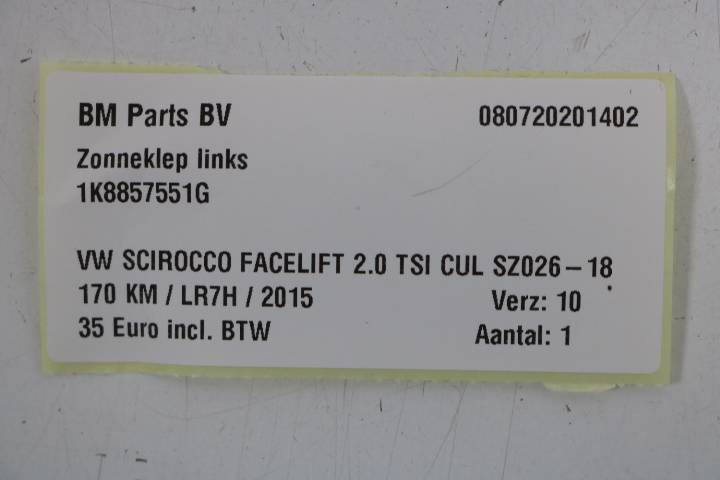 BM Parts BV 080720201402
Zonneklep links
1K8857551G
VW SCIROCCO FACELIFT 2.0 TSI CUL SZ026-18
170 KM / LR7H / 2015 Verz: 10
35 Euro incl. BTW Aantal: 1